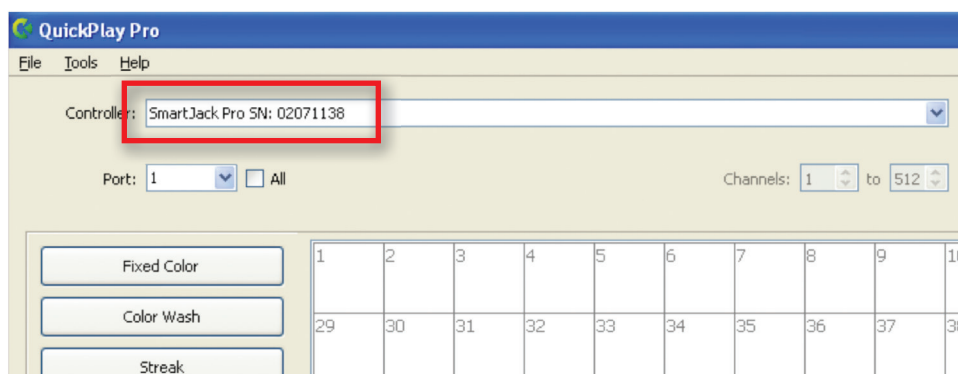 QuickPlay Pro
File Tools Help
Controller: SmartJack Pro SN: 02071138
Port: 1 All Channels: 1 to 512
Fixed Color
1 2 3 4 5 6 7 8 9
Color Wash
29 30 31 32 33 34 35 36 37
Streak